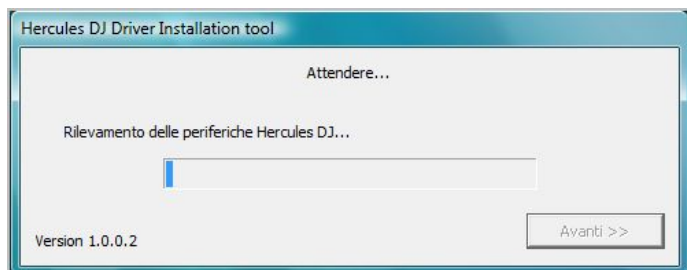 Hercules DJ Driver Installation tool
Attendere...
Rilevamento delle periferiche Hercules DJ...
Avanti >>
Version 1.0.0.2